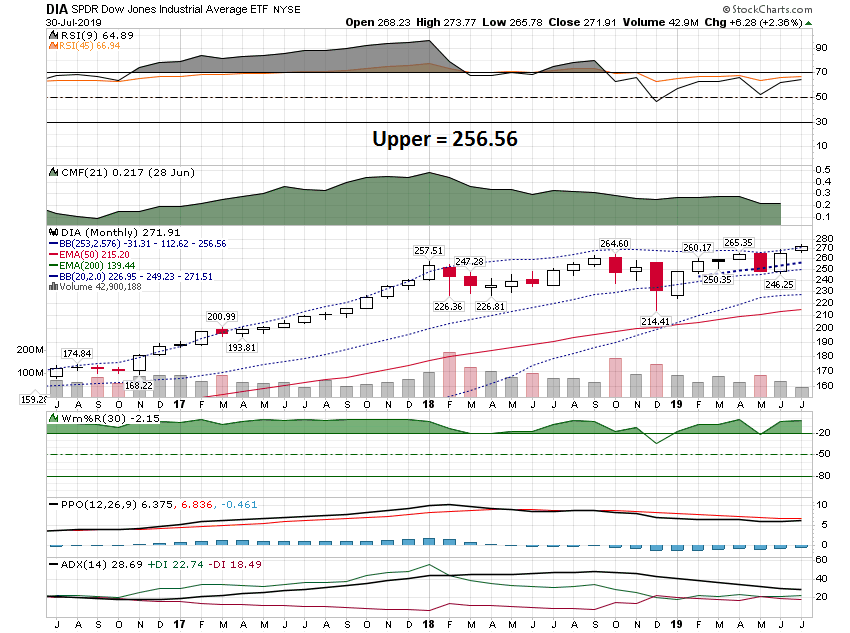 DIA SPDR Dow Jones Industrial Average ETF NYSE © StockCharts.com
30-Jul-2019 Open 268.23 High 273.77 Low 265.78 Close 271.91 Volume 42.9M Chg +6.28 (+2.36%)
RSI(9) 64.89
RSI(45) 66.94
90
70
50
30
10
Upper = 256.56
CMF(21) 0.217 (28 Jun)
0.5
0.4
0.3
0.2
0.1
DIA (Monthly) 271.91
BB(253,2.576) -31.31 - 112.62 - 256.56
EMA(50) 215.20
EMA(200) 139.44
BB(20,2.0) 226.95 - 249.23 - 271.51
Volume 42,900,188
280
270
260
250
240
230
220
210
200
190
180
170
160
200M
100M
159.28
174.84
168.22
200.99
193.81
257.51
247.28
226.36
226.81
264.60
214.41
260.17
250.35
265.35
246.25
J A S O N D 17 F M A M J J A S O N D 18 F M A M J J A S O N D 19 F M A M J J
Wm%R(30) -2.15
-20
-50
-80
PPO(12,26,9) 6.375, 6.836, -0.461
10
5
0
ADX(14) 28.69 +DI 22.74 -DI 18.49
60
40
20
J A S O N D 17 F M A M J J A S O N D 18 F M A M J J A S O N D 19 F M A M J J